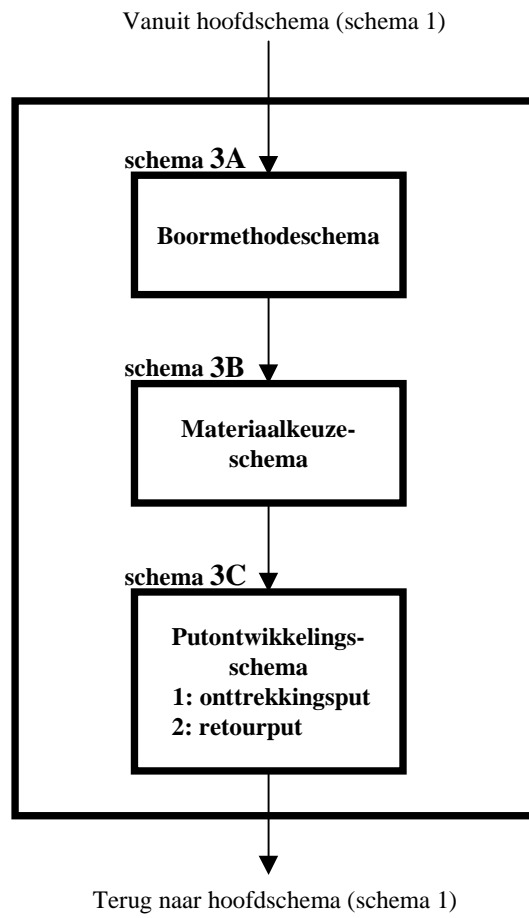 Vanuit hoofdschema (schema 1)
schema 3A
Boormethodeschema
schema 3B
Materiaalkeuze-
schema
schema 3C
Putontwikkelings-
schema
1: onttrekkingsput
2: retourput
Terug naar hoofdschema (schema 1)